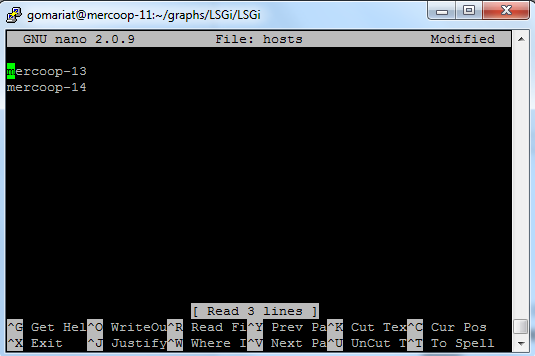 gomariat@mercoop-11:~/graphs/LSGi/LSGi
GNU nano 2.0.9 File: hosts Modified
mercoop-13
mercoop-14
[ Read 3 lines ]
^G Get Hel^O WriteOu^R Read Fi^Y Prev Pa^K Cut Tex^C Cur Pos
^X Exit ^J Justify^W Where I^V Next Pa^U UnCut T^T To Spell